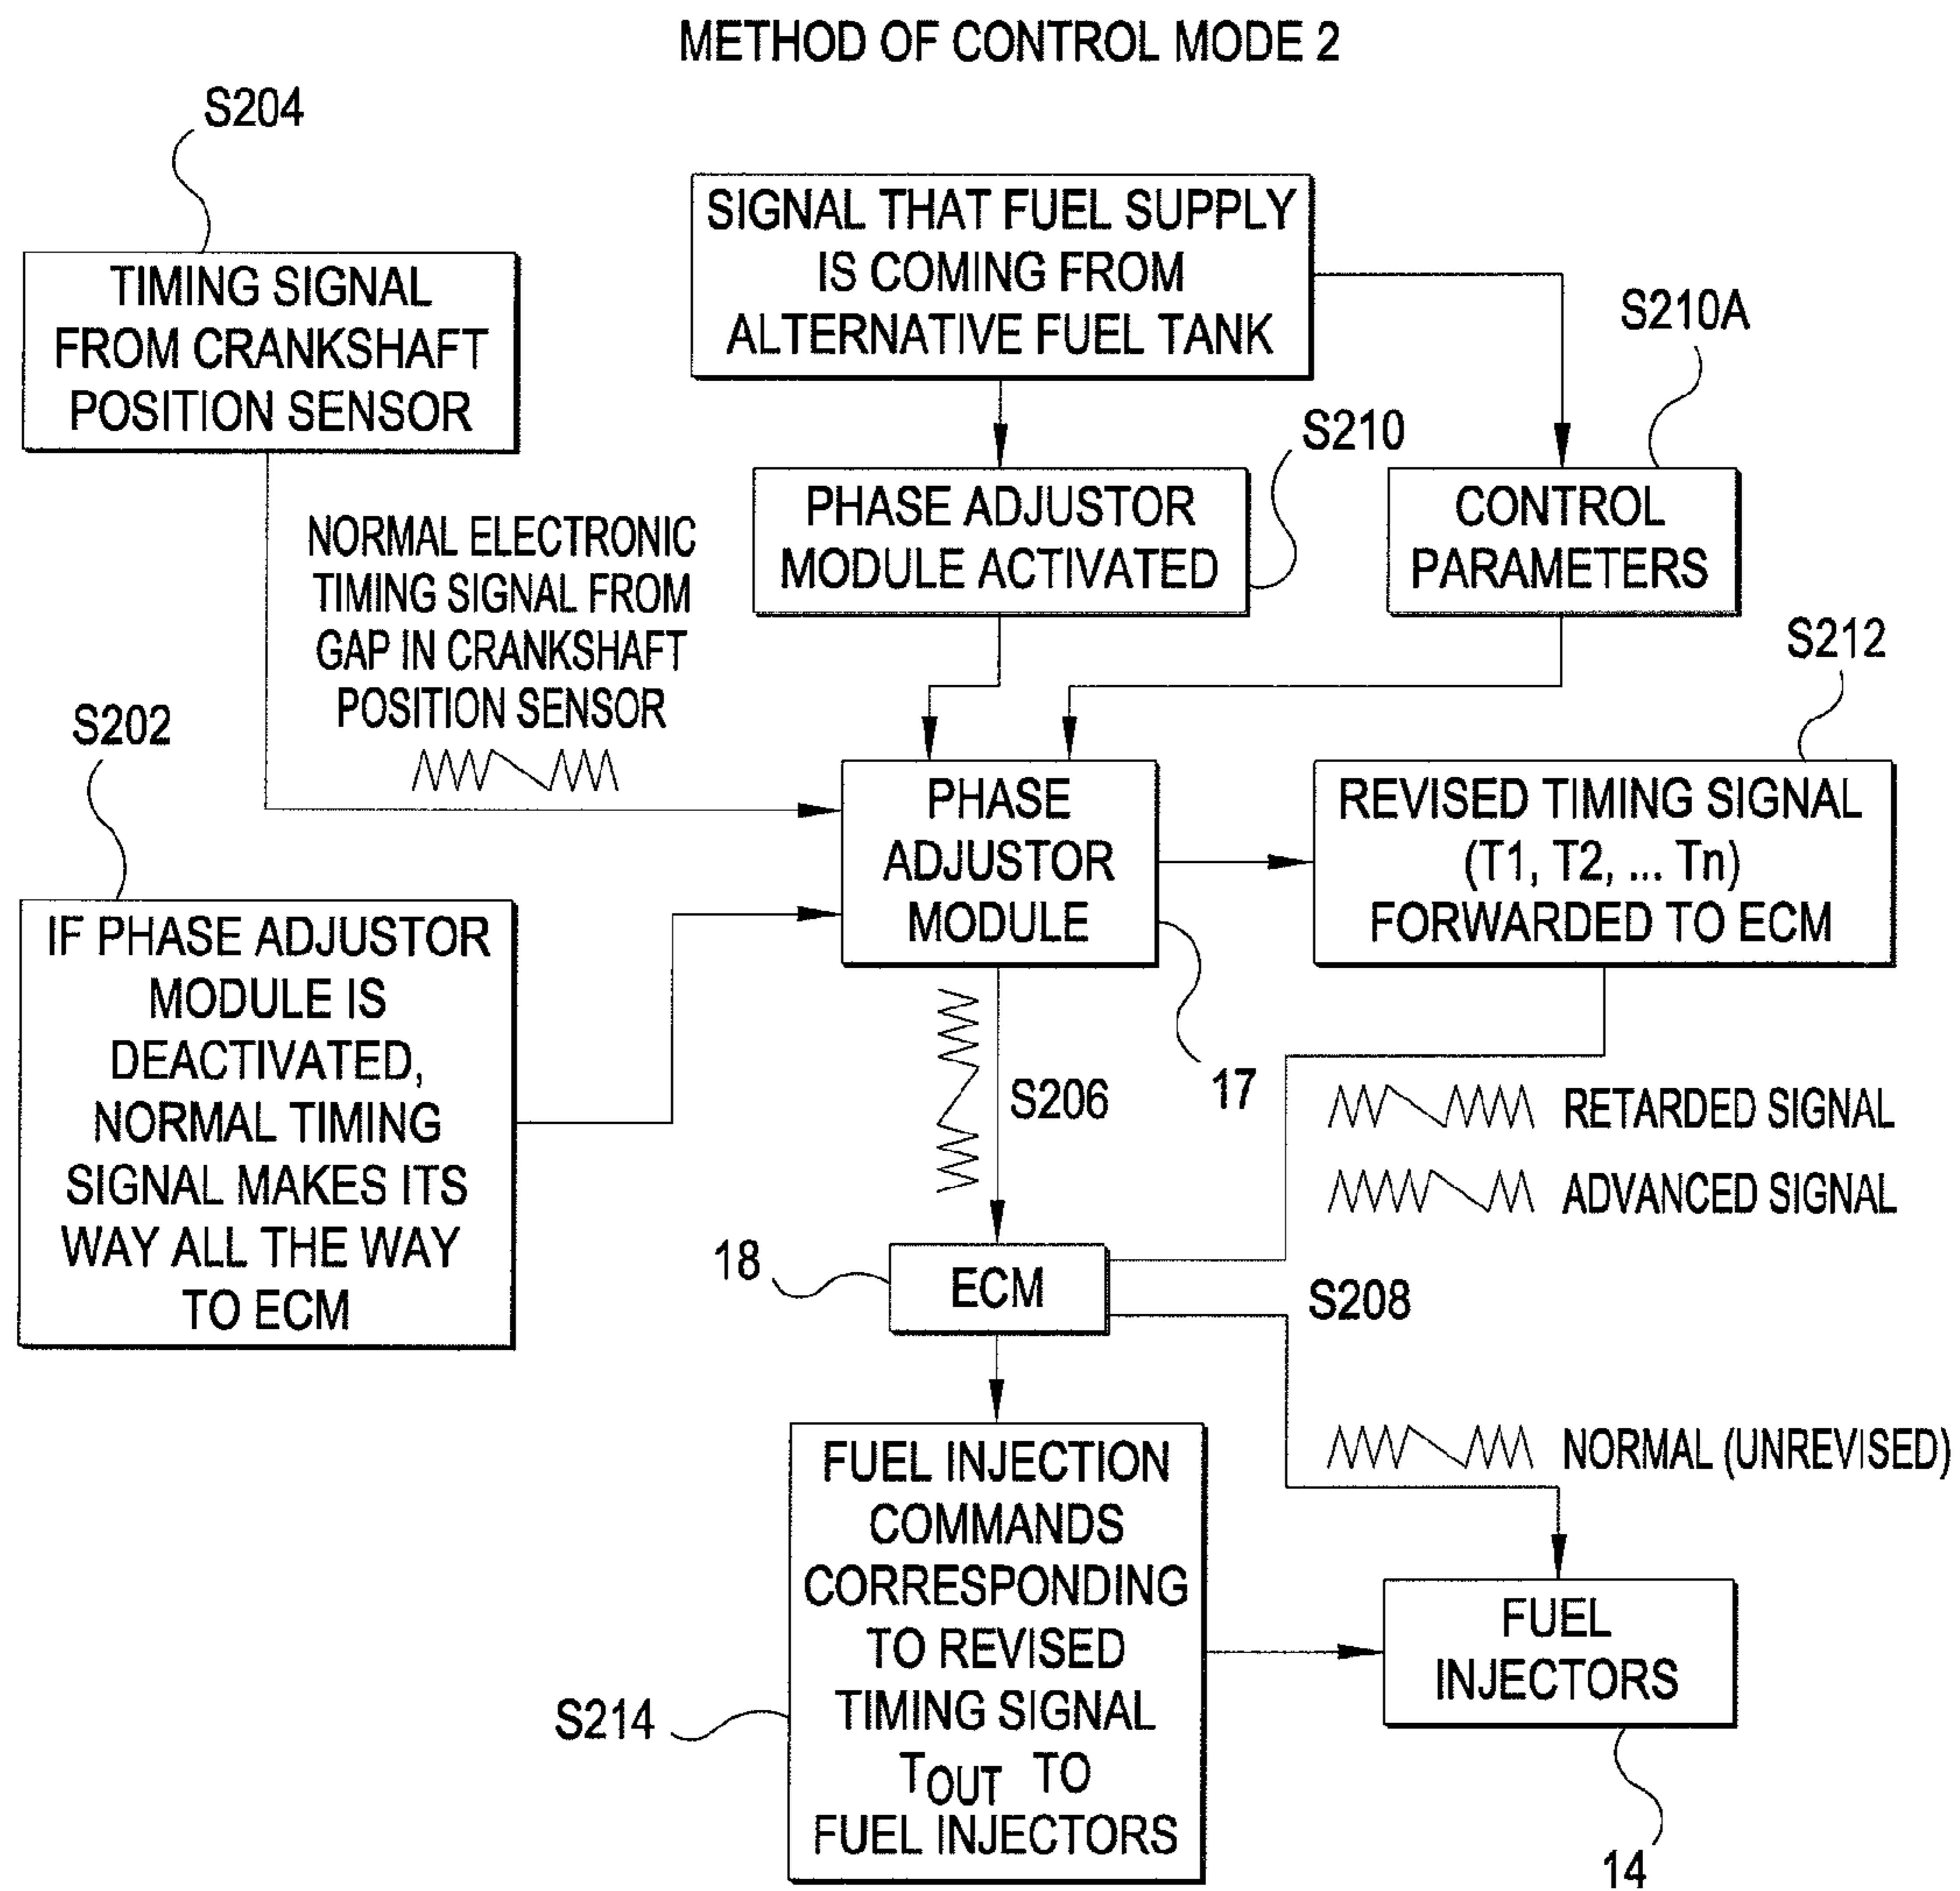 METHOD OF CONTROL MODE 2
S204
TIMING SIGNAL
FROM CRANKSHAFT
POSITION SENSOR
SIGNAL THAT FUEL SUPPLY
IS COMING FROM
ALTERNATIVE FUEL TANK
S210A
S210
PHASE ADJUSTOR
MODULE ACTIVATED
CONTROL
PARAMETERS
NORMAL ELECTRONIC
TIMING SIGNAL FROM
GAP IN CRANKSHAFT
POSITION SENSOR
S212
S202
PHASE
ADJUSTOR
MODULE
REVISED TIMING SIGNAL
(T1, T2, ... Tn)
FORWARDED TO ECM
IF PHASE ADJUSTOR
MODULE IS
DEACTIVATED,
NORMAL TIMING
SIGNAL MAKES ITS
WAY ALL THE WAY
TO ECM
S206
17
RETARDED SIGNAL
ADVANCED SIGNAL
18
ECM
S208
NORMAL (UNREVISED)
FUEL INJECTION
COMMANDS
CORRESPONDING
TO REVISED
TIMING SIGNAL
TOUT TO
FUEL INJECTORS
S214
FUEL
INJECTORS
14